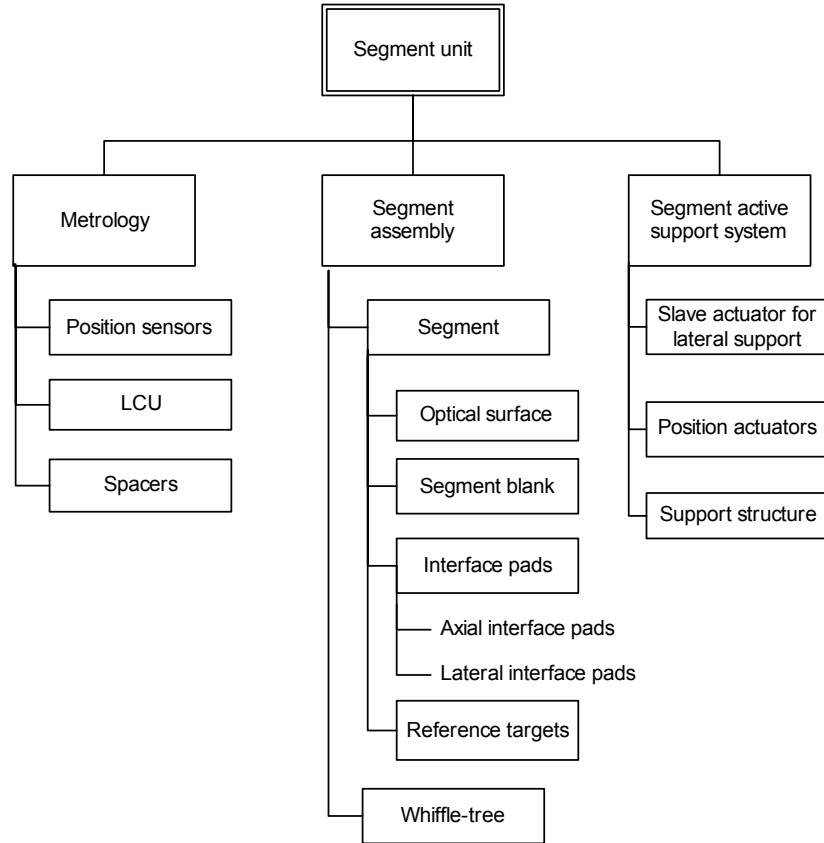 Segment unit
Metrology
Position sensors
LCU
Spacers
Segment
assembly
Segment
Optical surface
Segment blank
Interface pads
Axial interface pads
Lateral interface pads
Reference targets
Whiffle-tree
Segment active
support system
Slave actuator for
lateral support
Position actuators
Support structure